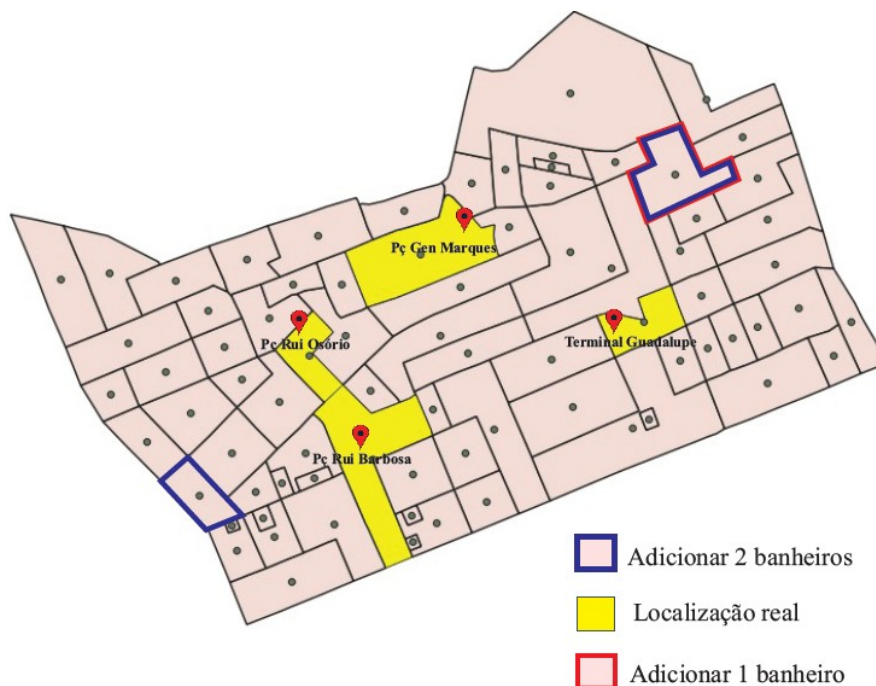 Pç Gen Marques
Pç Rui Osório
Terminal Guadalupe
Pç Rui Barbosa
Adicionar 2 banheiros
Localização real
Adicionar 1 banheiro